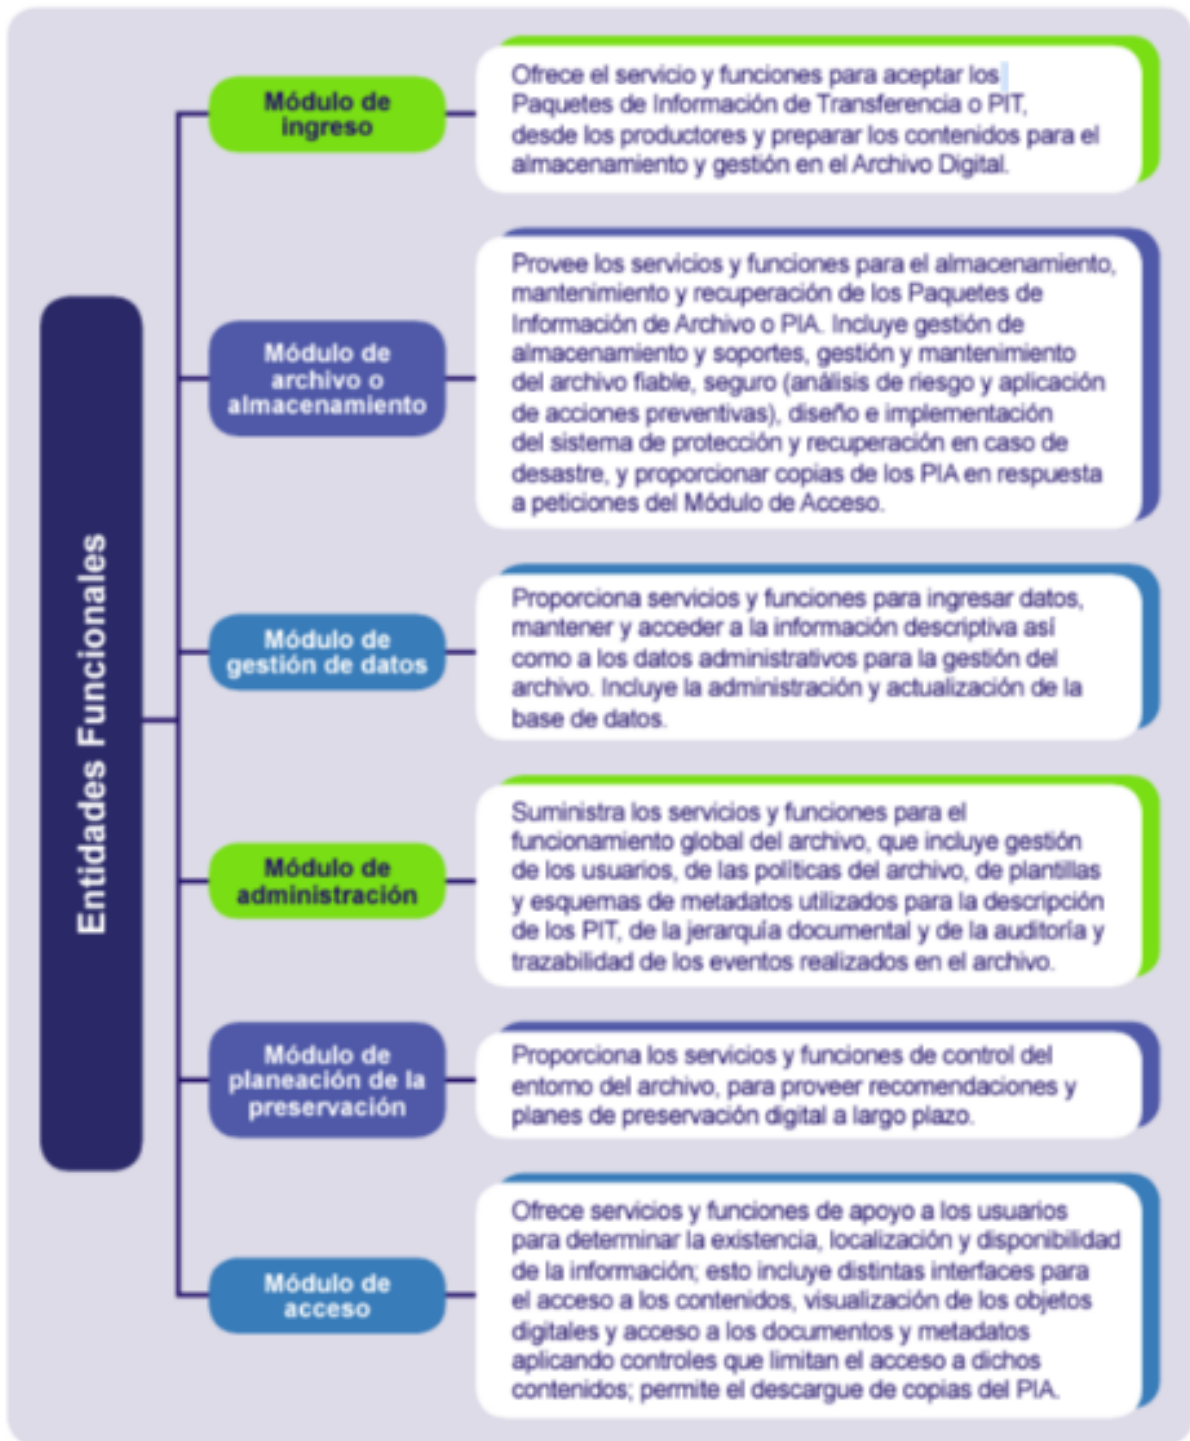 Entidades Funcionales
Módulo de
ingreso
Ofrece el servicio y funciones para aceptar los
Paquetes de Información de Transferencia o PIT,
desde los productores y preparar los contenidos para el
almacenamiento y gestión en el Archivo Digital.
Módulo de
archivo o
almacenamiento
Provee los servicios y funciones para el almacenamiento,
mantenimiento y recuperación de los Paquetes de
Información de Archivo o PIA. Incluye gestión de
almacenamiento y soportes, gestión y mantenimiento
del archivo fiable, seguro (análisis de riesgo y aplicación
de acciones preventivas), diseño e implementación
del sistema de protección y recuperación en caso de
desastre, y proporcionar copias de los PIA en respuesta
a peticiones del Módulo de Acceso.
Módulo de
gestión de datos
Proporciona servicios y funciones para ingresar datos,
mantener y acceder a la información descriptiva así
como a los datos administrativos para la gestión del
archivo. Incluye la administración y actualización de la
base de datos.
Módulo de
administración
Suministra los servicios y funciones para el
funcionamiento global del archivo, que incluye gestión
de los usuarios, de las políticas del archivo, de plantillas
y esquemas de metadatos utilizados para la descripción
de los PIT, de la jerarquía documental y de la auditoría y
trazabilidad de los eventos realizados en el archivo.
Módulo de
planeación de la
preservación
Proporciona los servicios y funciones de control del
entorno del archivo, para proveer recomendaciones y
planes de preservación digital a largo plazo.
Módulo de
acceso
Ofrece servicios y funciones de apoyo a los usuarios
para determinar la existencia, localización y disponibilidad
de la información; esto incluye distintas interfaces para
el acceso a los contenidos, visualización de los objetos
digitales y acceso a los documentos y metadatos
aplicando controles que limitan el acceso a dichos
contenidos; permite el descargue de copias del PIA.